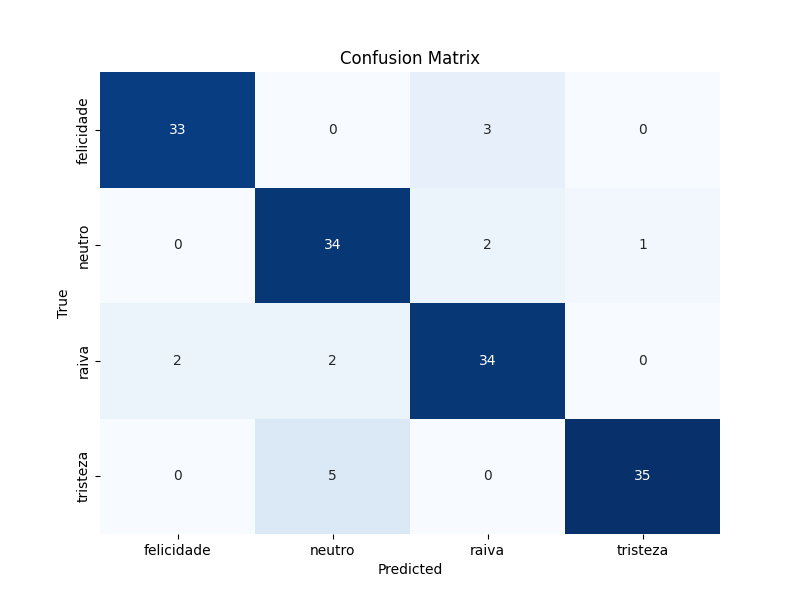 Confusion Matrix
True
felicidade 33 0 3 0
neutro 0 34 2 1
raiva 2 2 34 0
tristeza 0 5 0 35
felicidade neutro raiva tristeza
Predicted